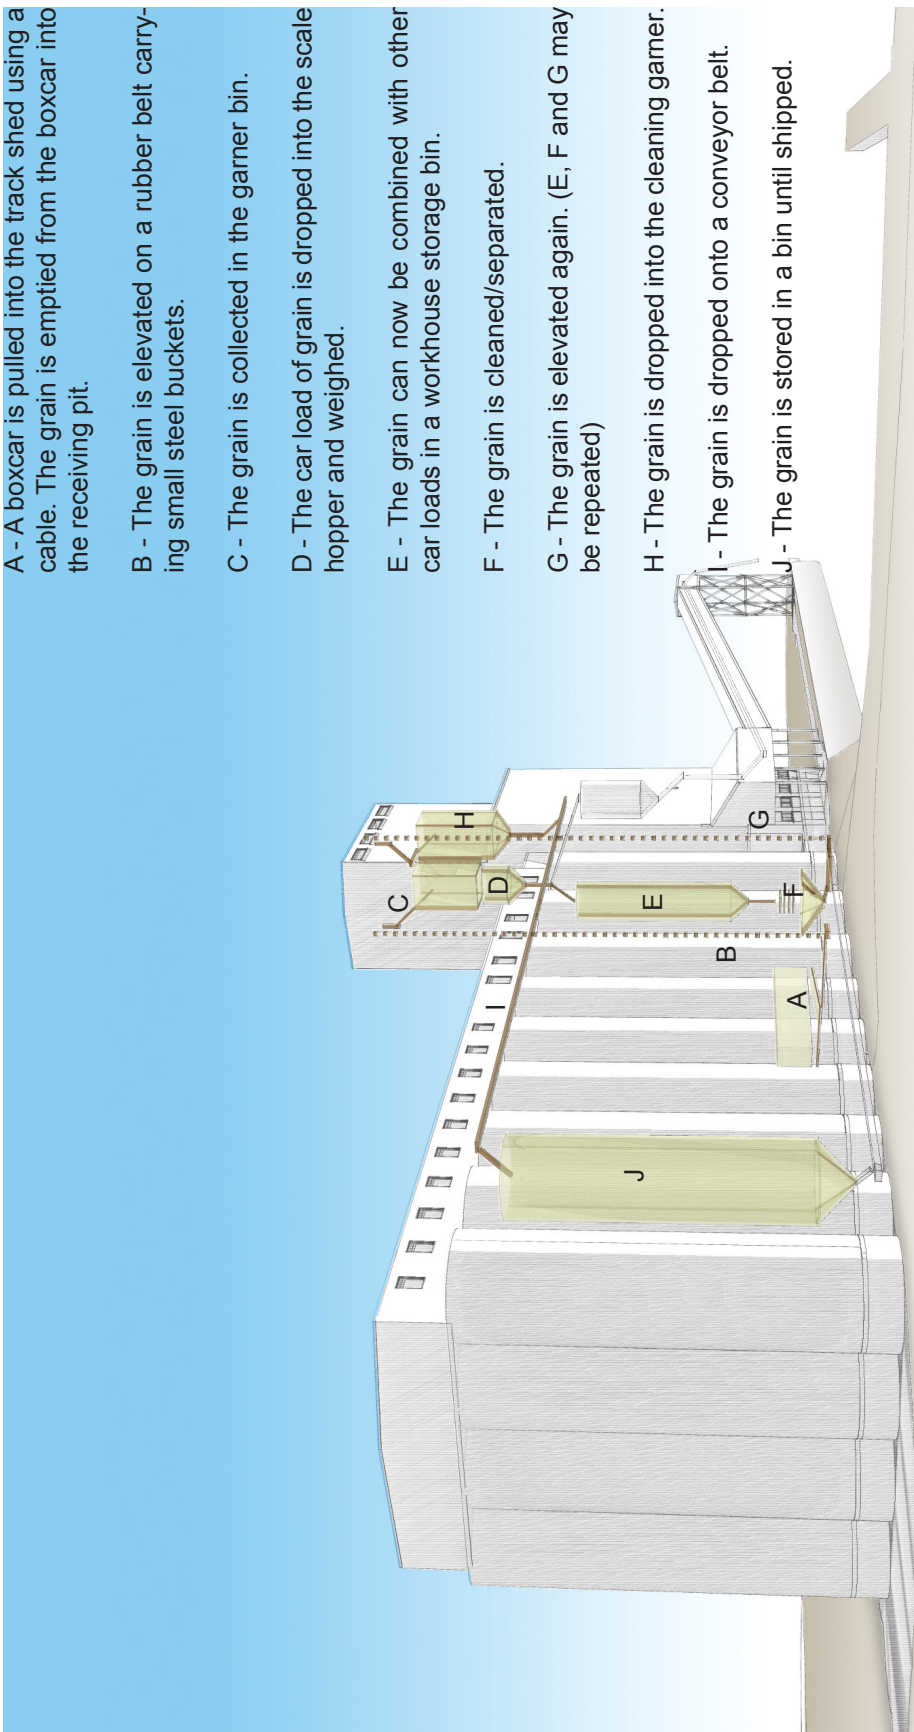 A - A boxcar is pulled into the track shed using a
cable. The grain is emptied from the boxcar into
the receiving pit.
B - The grain is elevated on a rubber belt carry-
ing small steel buckets.
C - The grain is collected in the garner bin.
D - The car load of grain is dropped into the scale
hopper and weighed.
E - The grain can now be combined with other
car loads in a workhouse storage bin.
F - The grain is cleaned/separated.
G - The grain is elevated again. (E, F and G may
be repeated)
H - The grain is dropped into the cleaning garner.
I - The grain is dropped onto a conveyor belt.
J - The grain is stored in a bin until shipped.
C
H
D
I
E
G
B
F
A
J